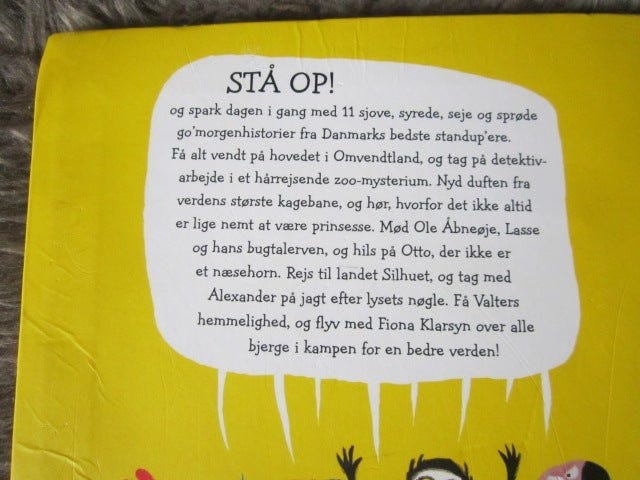 STÅ OP!
og spark dagen i gang med 11 sjove, syrede, seje og sprøde
go'morgenhistorier fra Danmarks bedste standup'ere.
Få alt vendt på hovedet i Omvendtland, og tag på detektiv-
arbejde i et hårrejsende zoo-mysterium. Nyd duften fra
verdens største kagebane, og hør, hvorfor det ikke altid
er lige nemt at være prinsesse. Mød Ole Åbneøje, Lasse
og hans bugtalerven, og hils på Otto, der ikke er
et næsehorn. Rejs til landet Silhuet, og tag med
Alexander på jagt efter lysets nøgle. Få Valters
hemmelighed, og flyv med Fiona Klarsyn over alle
bjerge i kampen for en bedre verden!